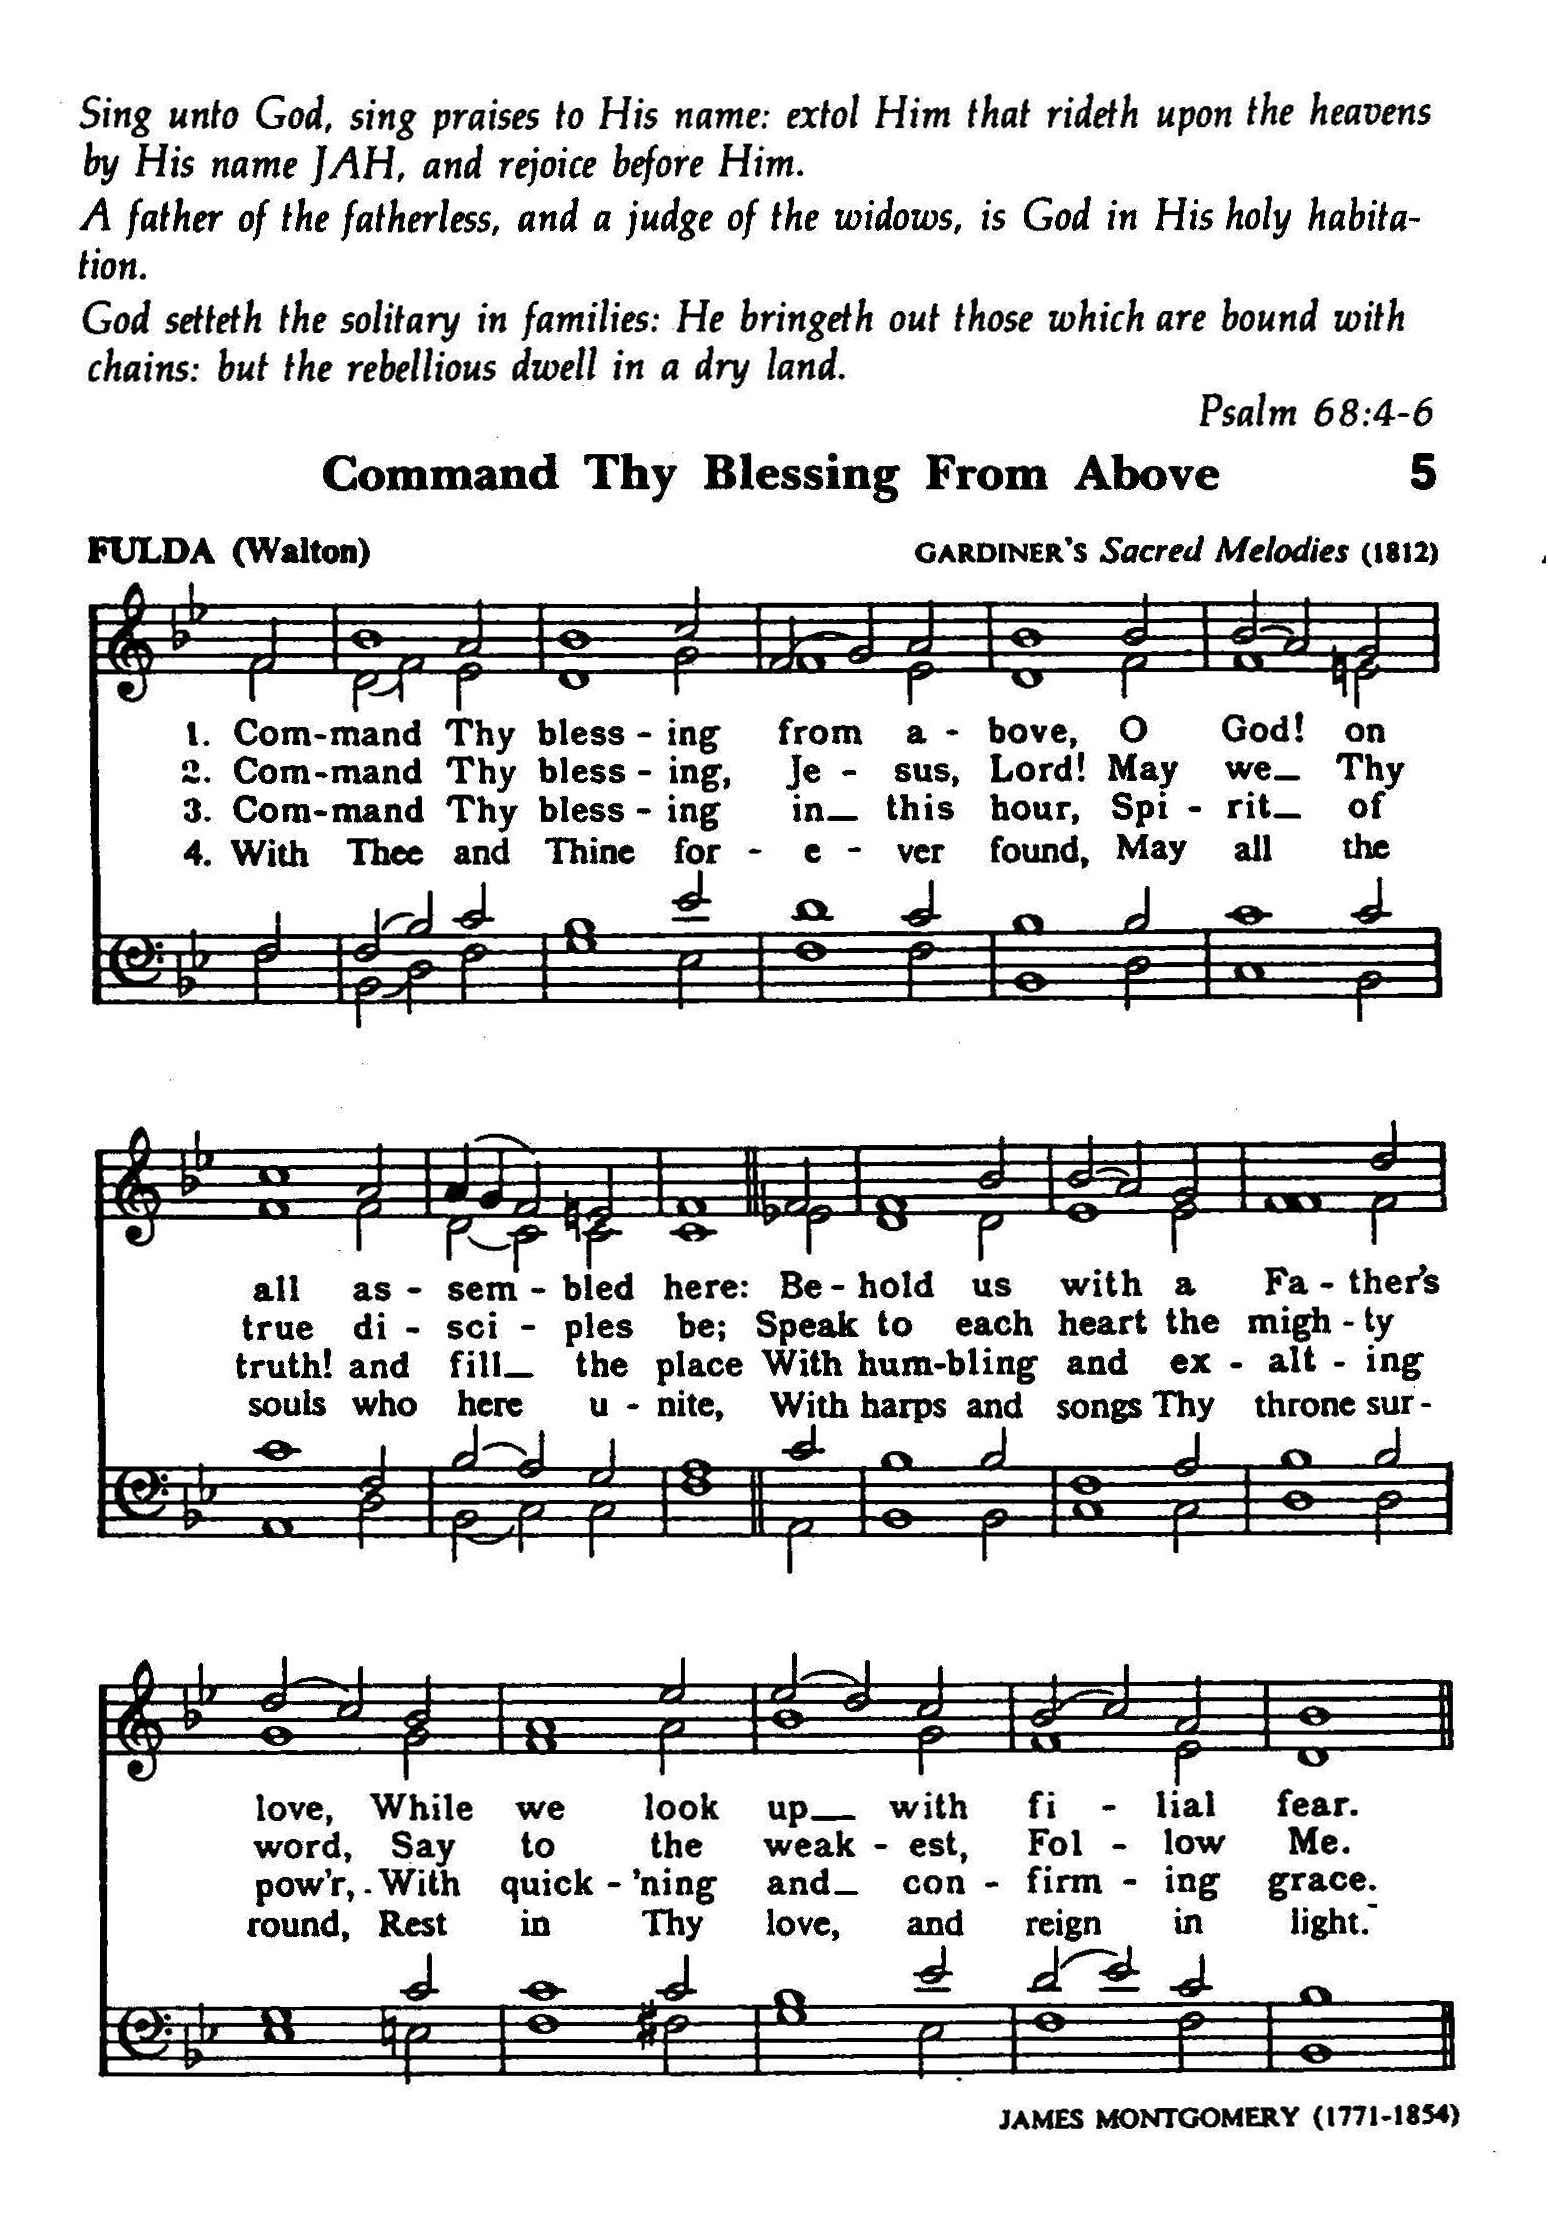 Sing unto God, sing praises to His name: extol Him that rideth upon the heavens
by His name JAH, and rejoice before Him.
A father of the fatherless, and a judge of the widows, is God in His holy habita-
tion.
God setteth the solitary in families: He bringeth out those which are bound with
chains: but the rebellious dwell in a dry land.
Psalm 68:4-6
Command Thy Blessing From Above 5
FULDA (Walton) GARDINER'S Sacred Melodies (1812)
1. Com-mand Thy bless - ing from a - bove, O God! on
2. Com-mand Thy bless - ing, Je - sus, Lord! May we_ Thy
3. Com-mand Thy bless - ing in_ this hour, Spi - rit_ of
4. With Thee and Thine for - e - ver found, May all the
all as - sem - bled here: Be - hold us with a Fa - ther's
true di - sci - ples be; Speak to each heart the migh - ty
truth! and fill_ the place With hum-bling and ex - alt - ing
souls who here u - nite, With harps and songs Thy throne sur -
love, While we look up_ with fi - lial fear.
word, Say to the weak - est, Fol - low Me.
pow'r, With quick - 'ning and_ con - firm - ing grace.
round, Rest in Thy love, and reign in light.
JAMES MONTGOMERY (1771-1854)